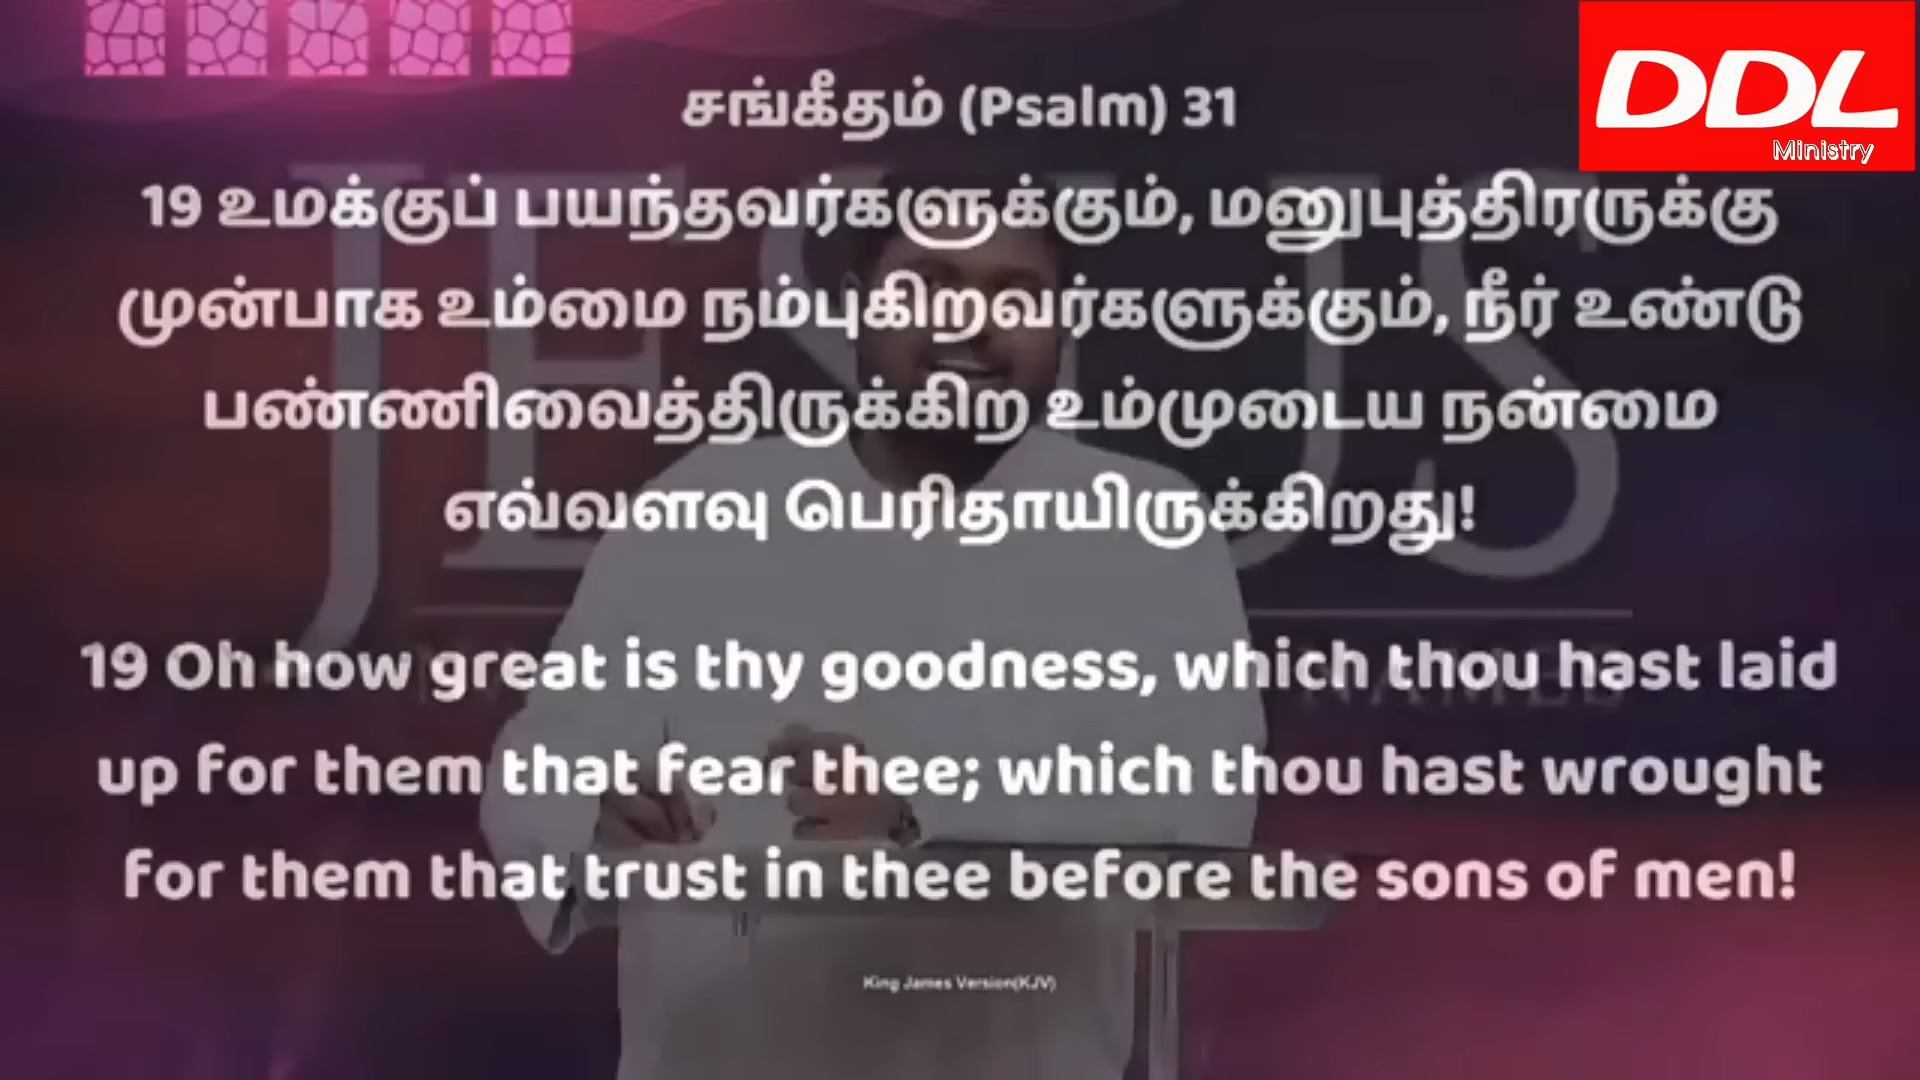 DDL
Ministry
சங்கீதம் (Psalm) 31
19 உமக்குப் பயந்தவர்களுக்கும், மனுபுத்திரருக்கு
முன்பாக உம்மை நம்புகிறவர்களுக்கும், நீர் உண்டு
பண்ணிவைத்திருக்கிற உம்முடைய நன்மை
எவ்வளவு பெரிதாயிருக்கிறது!
19 Oh how great is thy goodness, which thou hast laid
up for them that fear thee; which thou hast wrought
for them that trust in thee before the sons of men!
King James Version(KJV)
JESUS